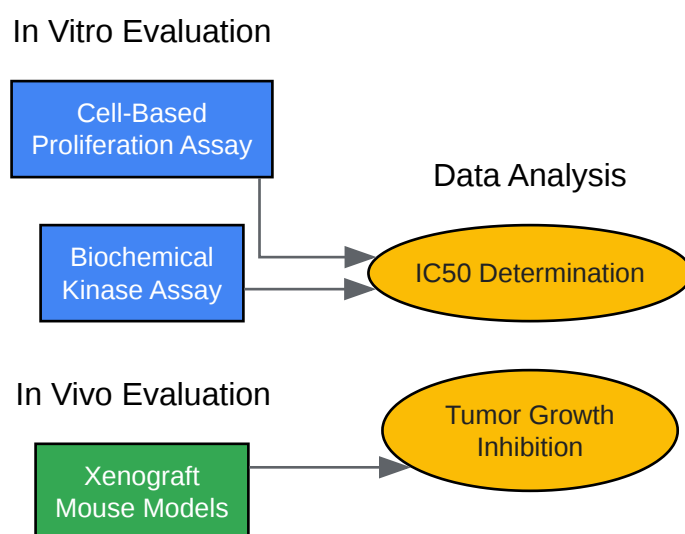 In Vitro Evaluation
Cell-Based
Proliferation Assay
Data Analysis
Biochemical
Kinase Assay
IC50 Determination
In Vivo Evaluation
Tumor Growth
Inhibition
Xenograft
Mouse Models